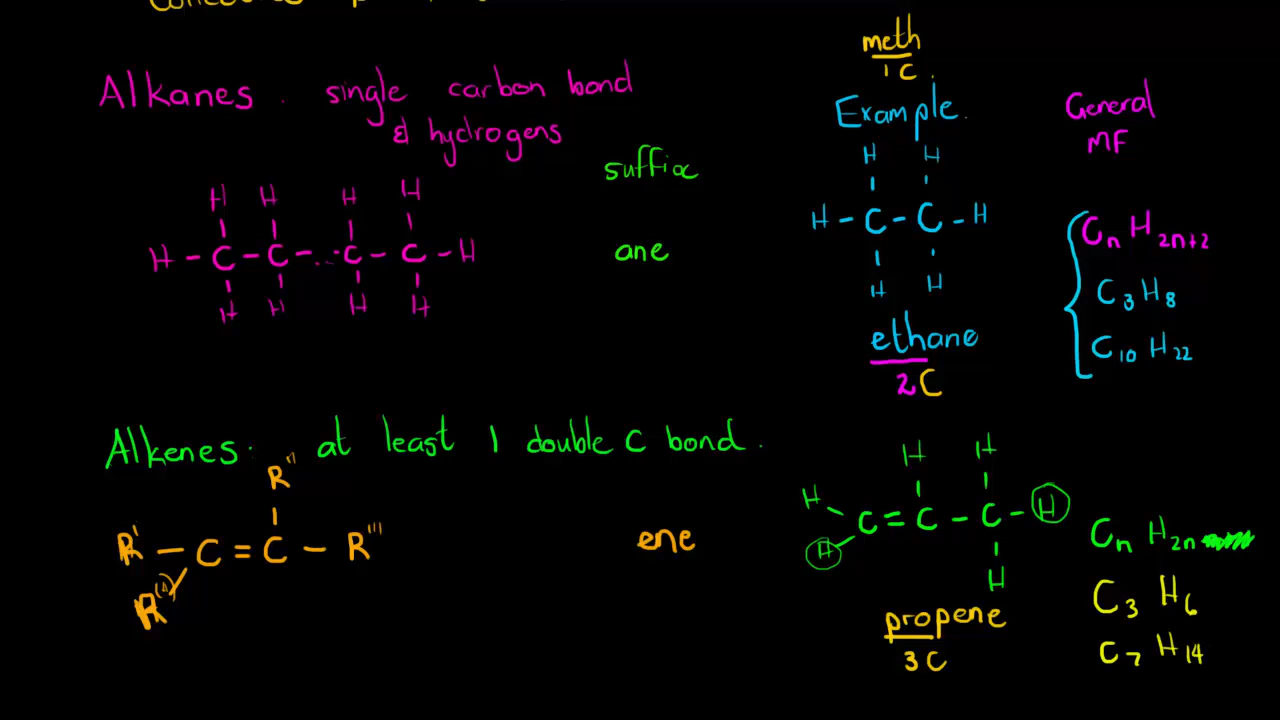 Alkanes. single carbon bond
& hydrogens
suffix
ane
H H H H
H - C - C - ... C - C - H
H H H H
meth
1C.
Example.
H H
H - C - C - H
H H
ethane
2C
General
MF
CnH2n+2
C3H8
C10H22
Alkenes. at least 1 double C bond.
R''
R' - C = C - R'''
R(4)
ene
H H H
C = C - C - H
H H
propene
3C
CnH2n
C3H6
C7H14